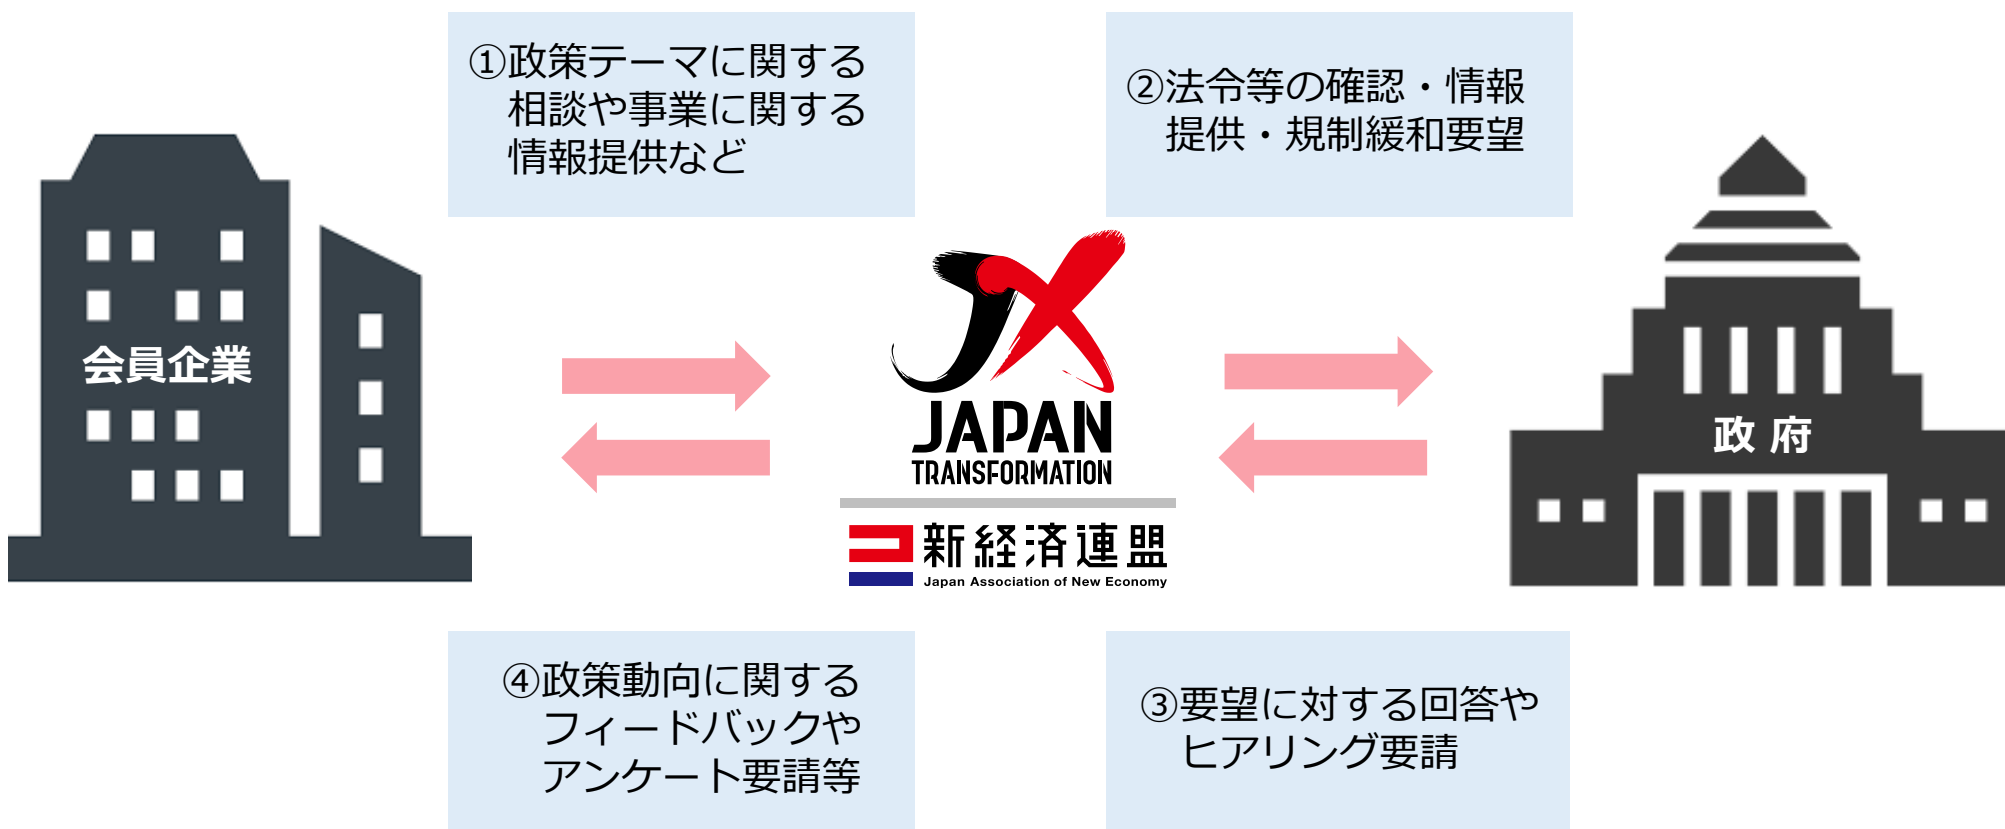 ①政策テーマに関する
相談や事業に関する
情報提供など
②法令等の確認・情報
提供・規制緩和要望
会員企業
JX
JAPAN
TRANSFORMATION
新経済連盟
Japan Association of New Economy
政府
④政策動向に関する
フィードバックや
アンケート要請等
③要望に対する回答や
ヒアリング要請